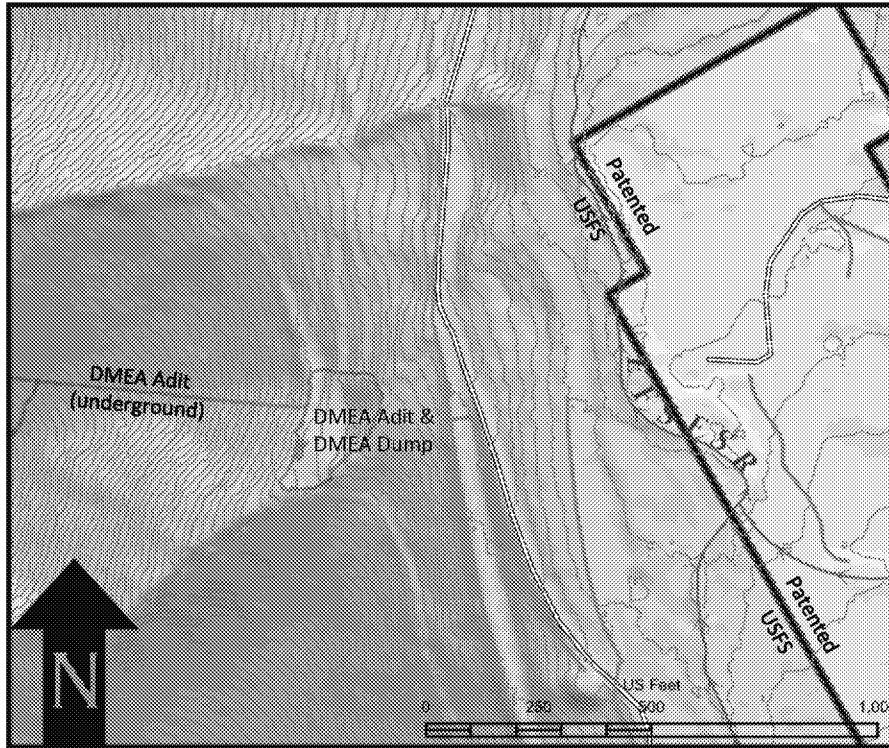 Patented
USFS
DMEA Adit
(underground)
DMEA Adit &
DMEA Dump
Patented
USFS
N
US Feet
0 250 500 1,00